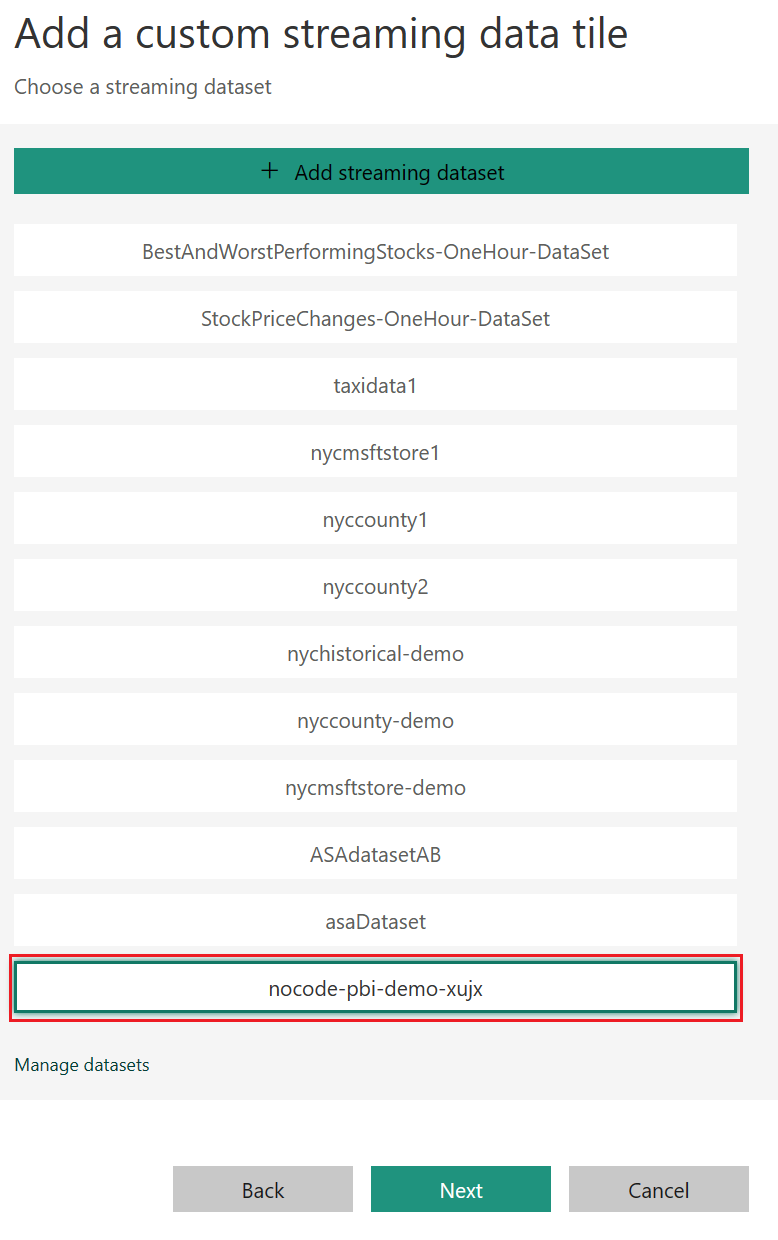 Add a custom streaming data tile
Choose a streaming dataset
+ Add streaming dataset
BestAndWorstPerformingStocks-OneHour-DataSet
StockPriceChanges-OneHour-DataSet
taxidata1
nycmsftstore1
nyccounty1
nyccounty2
nychistorical-demo
nyccounty-demo
nycmsftstore-demo
ASAdatasetAB
asaDataset
nocode-pbi-demo-xujx
Manage datasets
Back Next Cancel